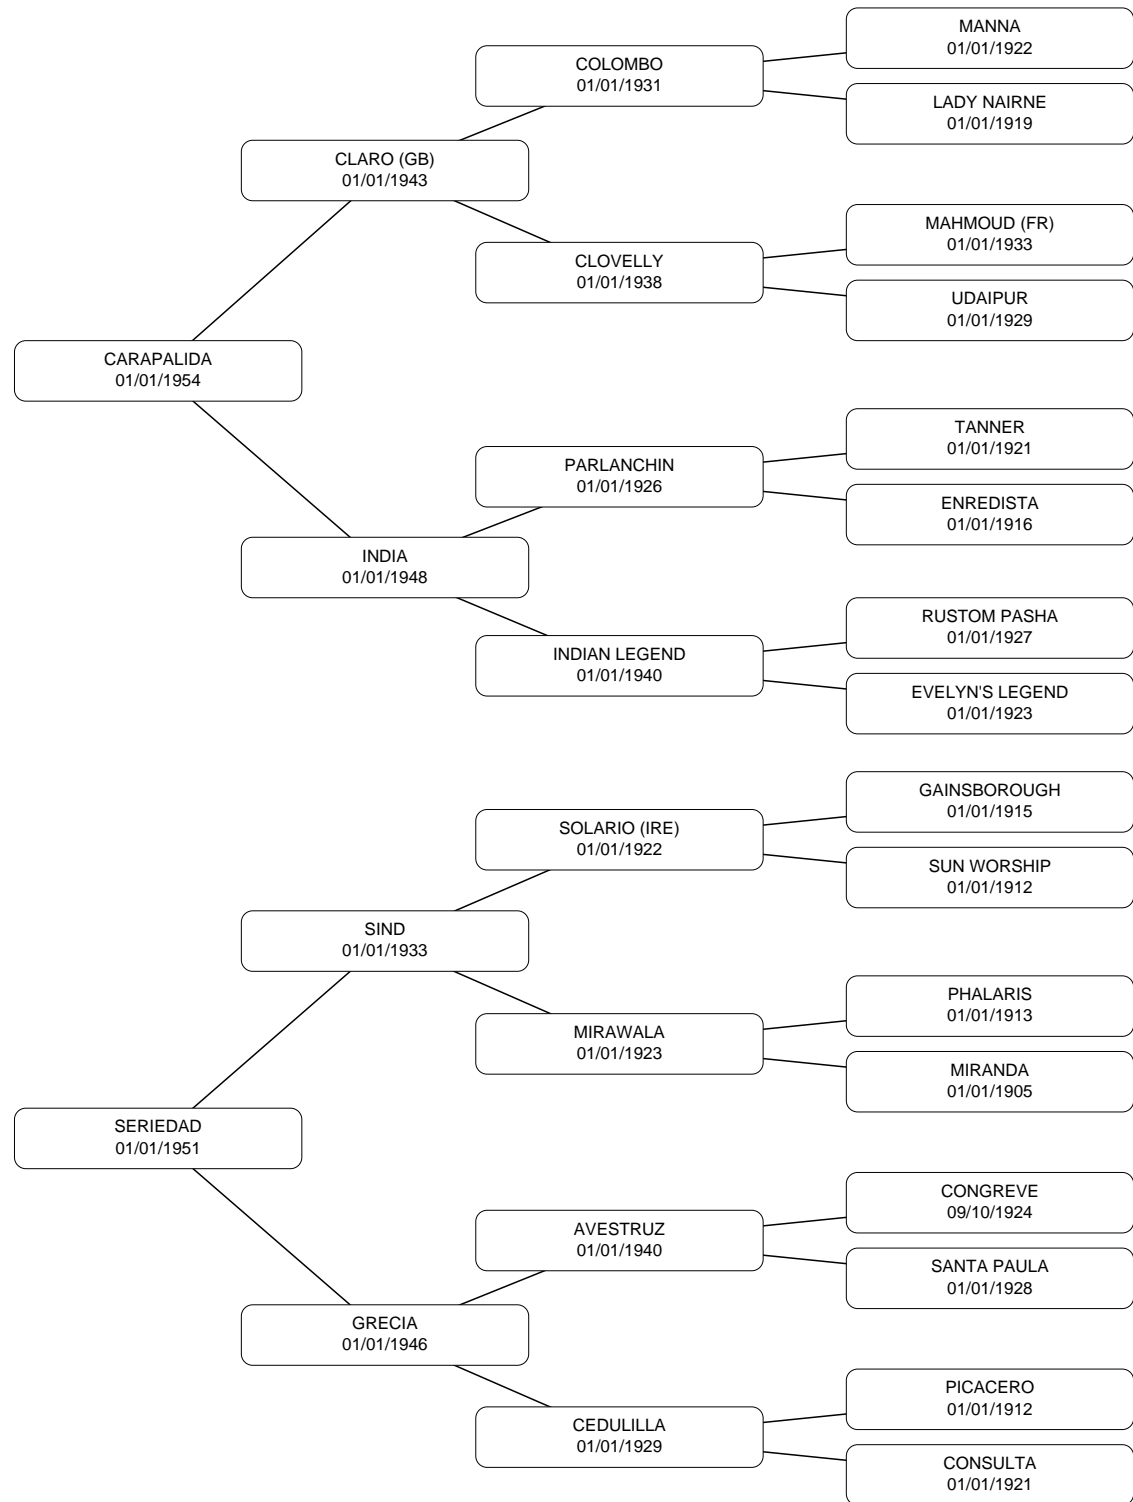 MANNA
01/01/1922
COLOMBO
01/01/1931
LADY NAIRNE
01/01/1919
CLARO (GB)
01/01/1943
MAHMOUD (FR)
01/01/1933
CLOVELLY
01/01/1938
UDAIPUR
01/01/1929
CARAPALIDA
01/01/1954
TANNER
01/01/1921
PARLANCHIN
01/01/1926
ENREDISTA
01/01/1916
INDIA
01/01/1948
RUSTOM PASHA
01/01/1927
INDIAN LEGEND
01/01/1940
EVELYN'S LEGEND
01/01/1923
GAINSBOROUGH
01/01/1915
SOLARIO (IRE)
01/01/1922
SUN WORSHIP
01/01/1912
SIND
01/01/1933
PHALARIS
01/01/1913
MIRAWALA
01/01/1923
MIRANDA
01/01/1905
SERIEDAD
01/01/1951
CONGREVE
09/10/1924
AVESTRUZ
01/01/1940
SANTA PAULA
01/01/1928
GRECIA
01/01/1946
PICACERO
01/01/1912
CEDULILLA
01/01/1929
CONSULTA
01/01/1921